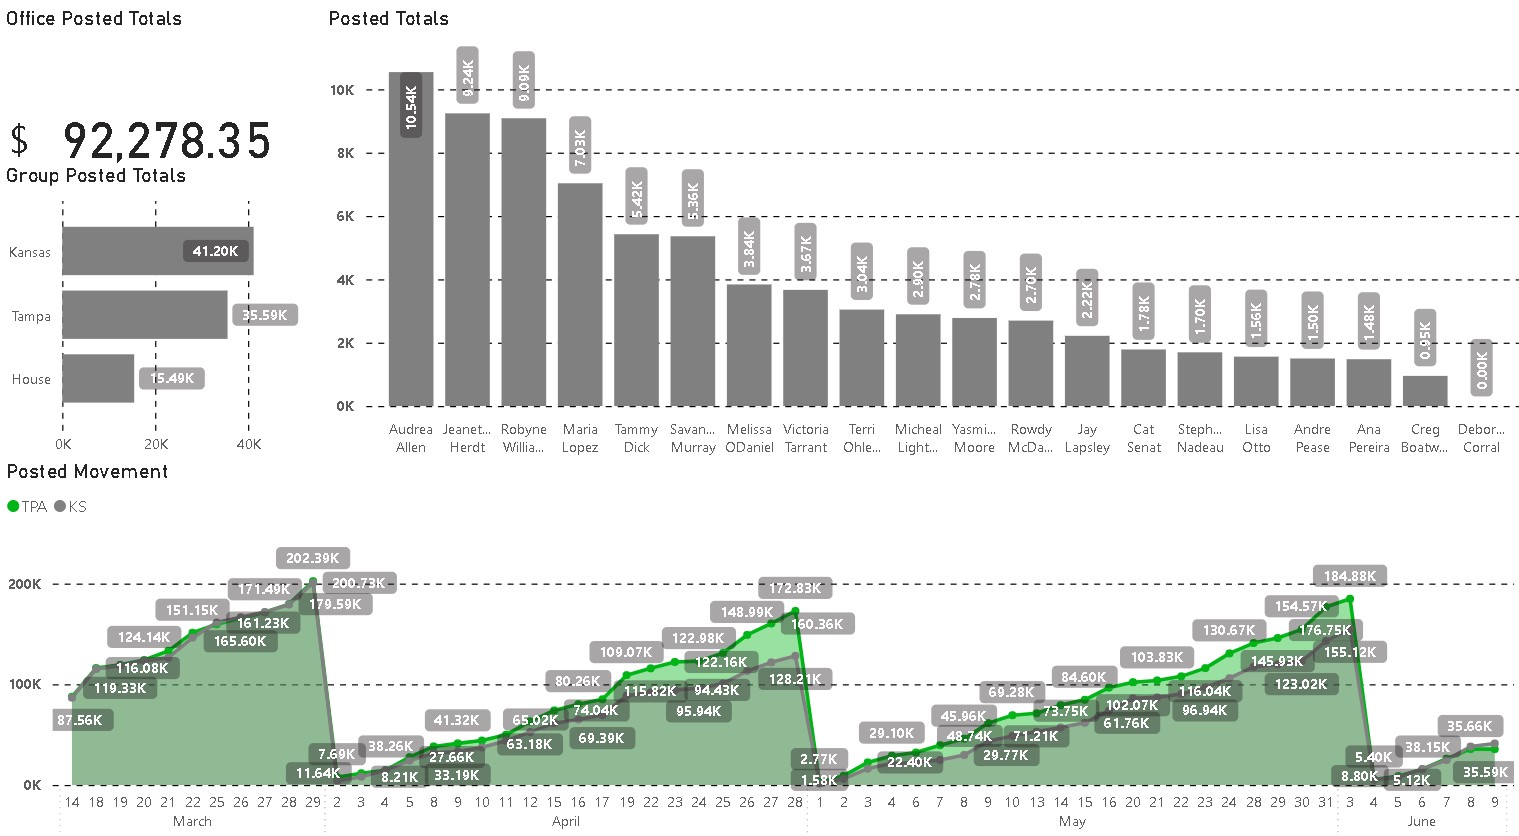 Office Posted Totals
$ 92,278.35
Group Posted Totals
Kansas 41.20K
Tampa 35.59K
House 15.49K
0K 20K 40K
Posted Totals
10K
8K
6K
4K
2K
0K
10.54K 9.24K 9.09K 7.03K 5.42K 5.36K 3.84K 3.67K 3.04K 2.90K 2.78K 2.70K 2.22K 1.78K 1.70K 1.56K 1.50K 1.48K 0.95K 0.00K
Audrea Jeanet... Robyne Maria Tammy Savan... Melissa Victoria Terri Micheal Yasmi... Rowdy Jay Cat Steph... Lisa Andre Ana Creg Debor...
Allen Herdt Willia... Lopez Dick Murray ODaniel Tarrant Ohle... Light... Moore McDa... Lapsley Senat Nadeau Otto Pease Pereira Boatw... Corral
Posted Movement
TPA KS
200K
100K
0K
87.56K 119.33K 116.08K 124.14K 151.15K 165.60K 161.23K 171.49K 202.39K 200.73K 179.59K
7.69K 11.64K 38.26K 8.21K 41.32K 27.66K 33.19K 65.02K 63.18K 80.26K 74.04K 69.39K 109.07K 115.82K 122.98K 95.94K 94.43K 122.16K 148.99K 172.83K 160.36K 128.21K
2.77K 1.58K 29.10K 22.40K 45.96K 48.74K 69.28K 29.77K 71.21K 73.75K 84.60K 102.07K 61.76K 103.83K 116.04K 96.94K 130.67K 145.93K 123.02K 154.57K 176.75K 184.88K 155.12K
5.40K 8.80K 38.15K 5.12K 35.66K 35.59K
14 18 19 20 21 22 25 26 27 28 29 2 3 4 5 8 9 10 11 12 15 16 17 19 22 23 24 25 26 27 28 1 2 3 6 7 8 9 10 13 14 15 16 20 21 22 23 24 28 29 30 31 3 4 5 6 7 8 9
March April May June